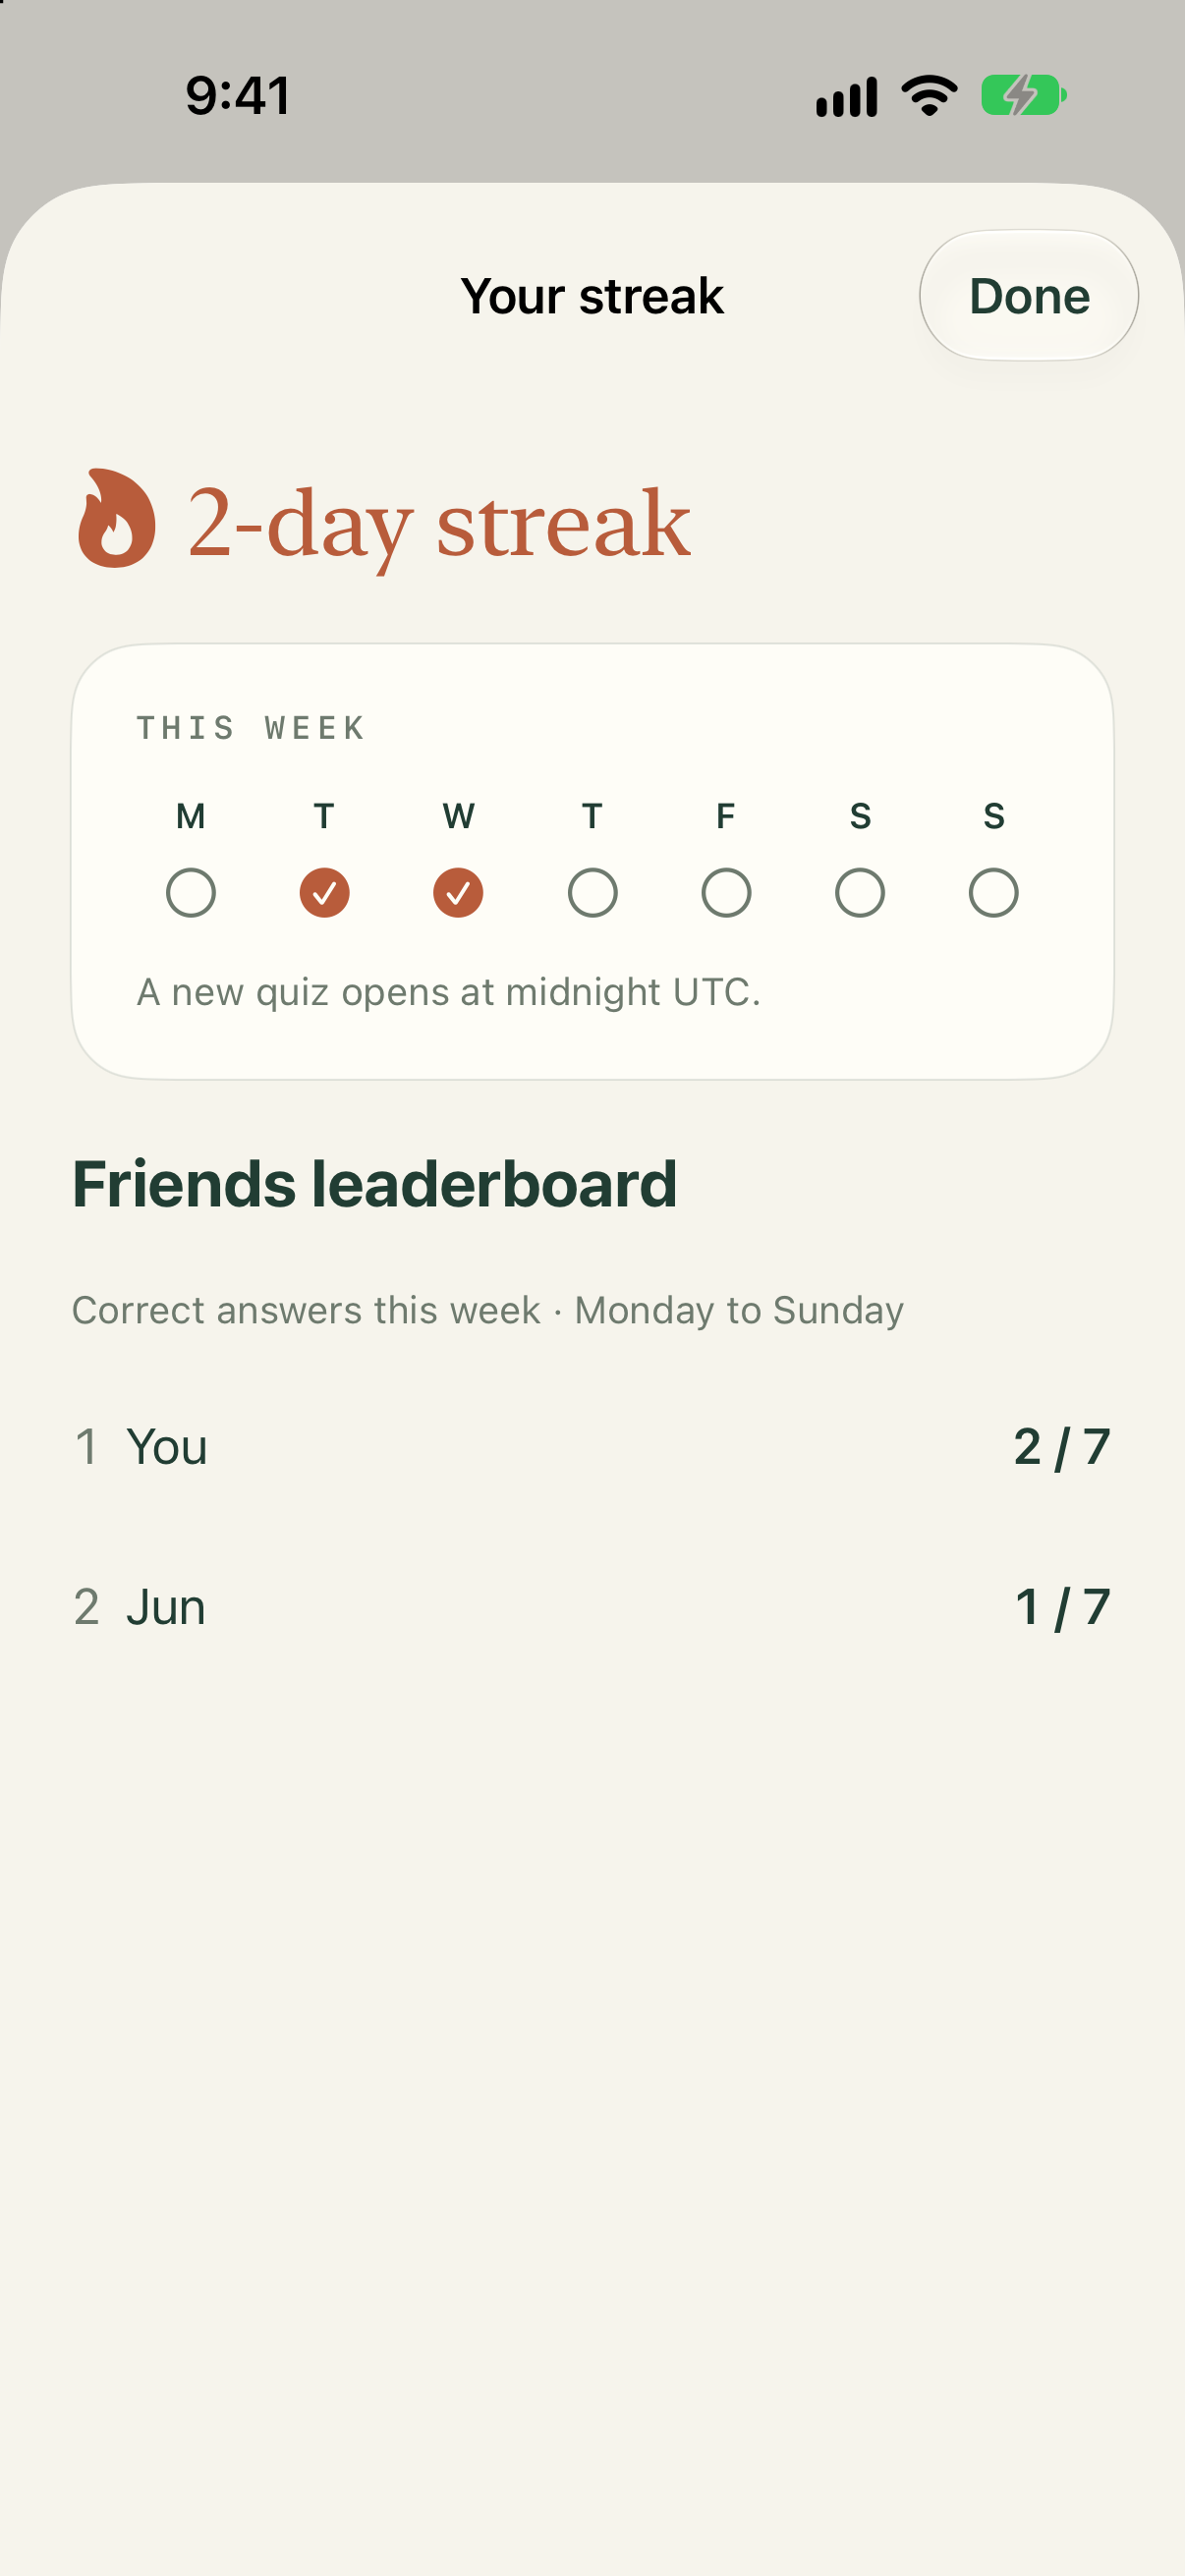 9:41
Your streak
Done
2-day streak
THIS WEEK
M T W T F S S
A new quiz opens at midnight UTC.
Friends leaderboard
Correct answers this week · Monday to Sunday
1 You 2 / 7
2 Jun 1 / 7